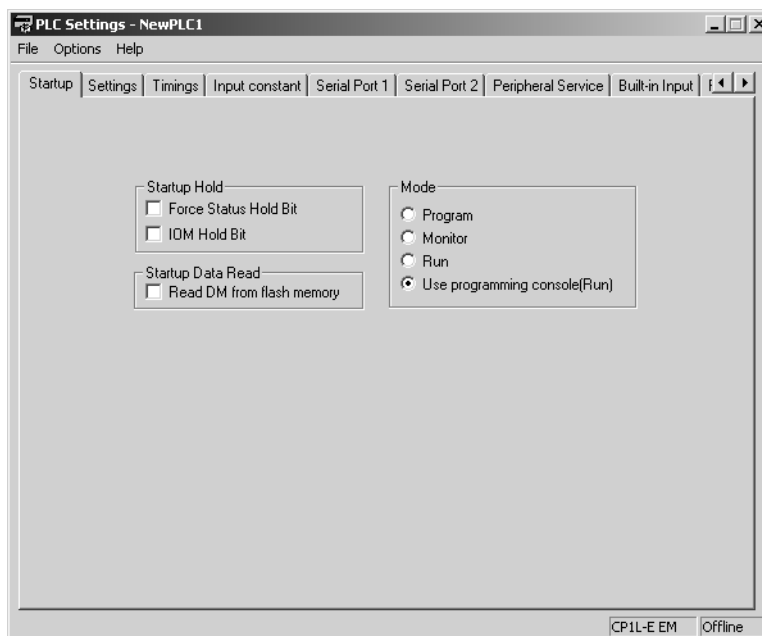 PLC Settings - NewPLC1
File Options Help
Startup Settings Timings Input constant Serial Port 1 Serial Port 2 Peripheral Service Built-in Input
Startup Hold
Force Status Hold Bit
IOM Hold Bit
Startup Data Read
Read DM from flash memory
Mode
Program
Monitor
Run
Use programming console(Run)
CP1L-E EM Offline